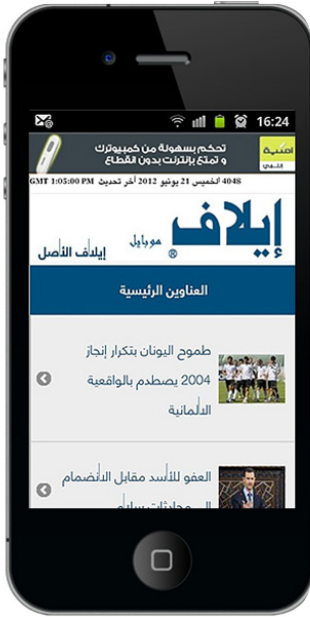 16:24
تحكم بسهولة من كمبيوترك
و تمتع بإنترنت بدون انقطاع
4048 الخميس 21 يونيو 2012 آخر تحديث GMT 1:05:00 PM
إيلاف
®
موبايل
إيلاف الأصل
العناوين الرئيسية
طموح اليونان بتكرار إنجاز
2004 يصطدم بالواقعية
الألمانية
العفو للأسد مقابل الانضمام